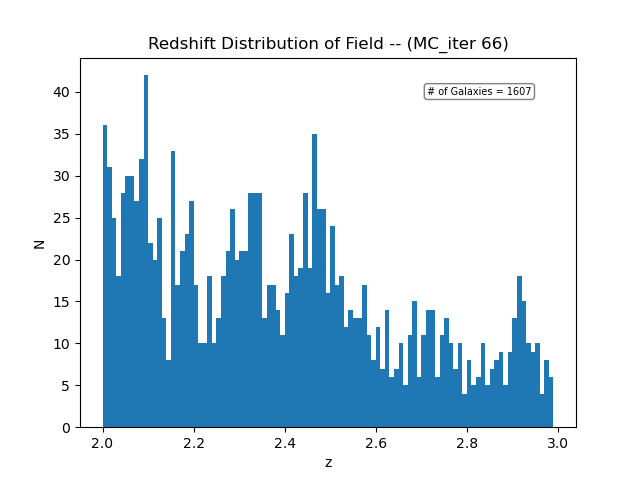 Redshift Distribution of Field -- (MC_iter 66)
# of Galaxies = 1607
40
35
30
25
20
15
10
5
0
N
2.0 2.2 2.4 2.6 2.8 3.0
z